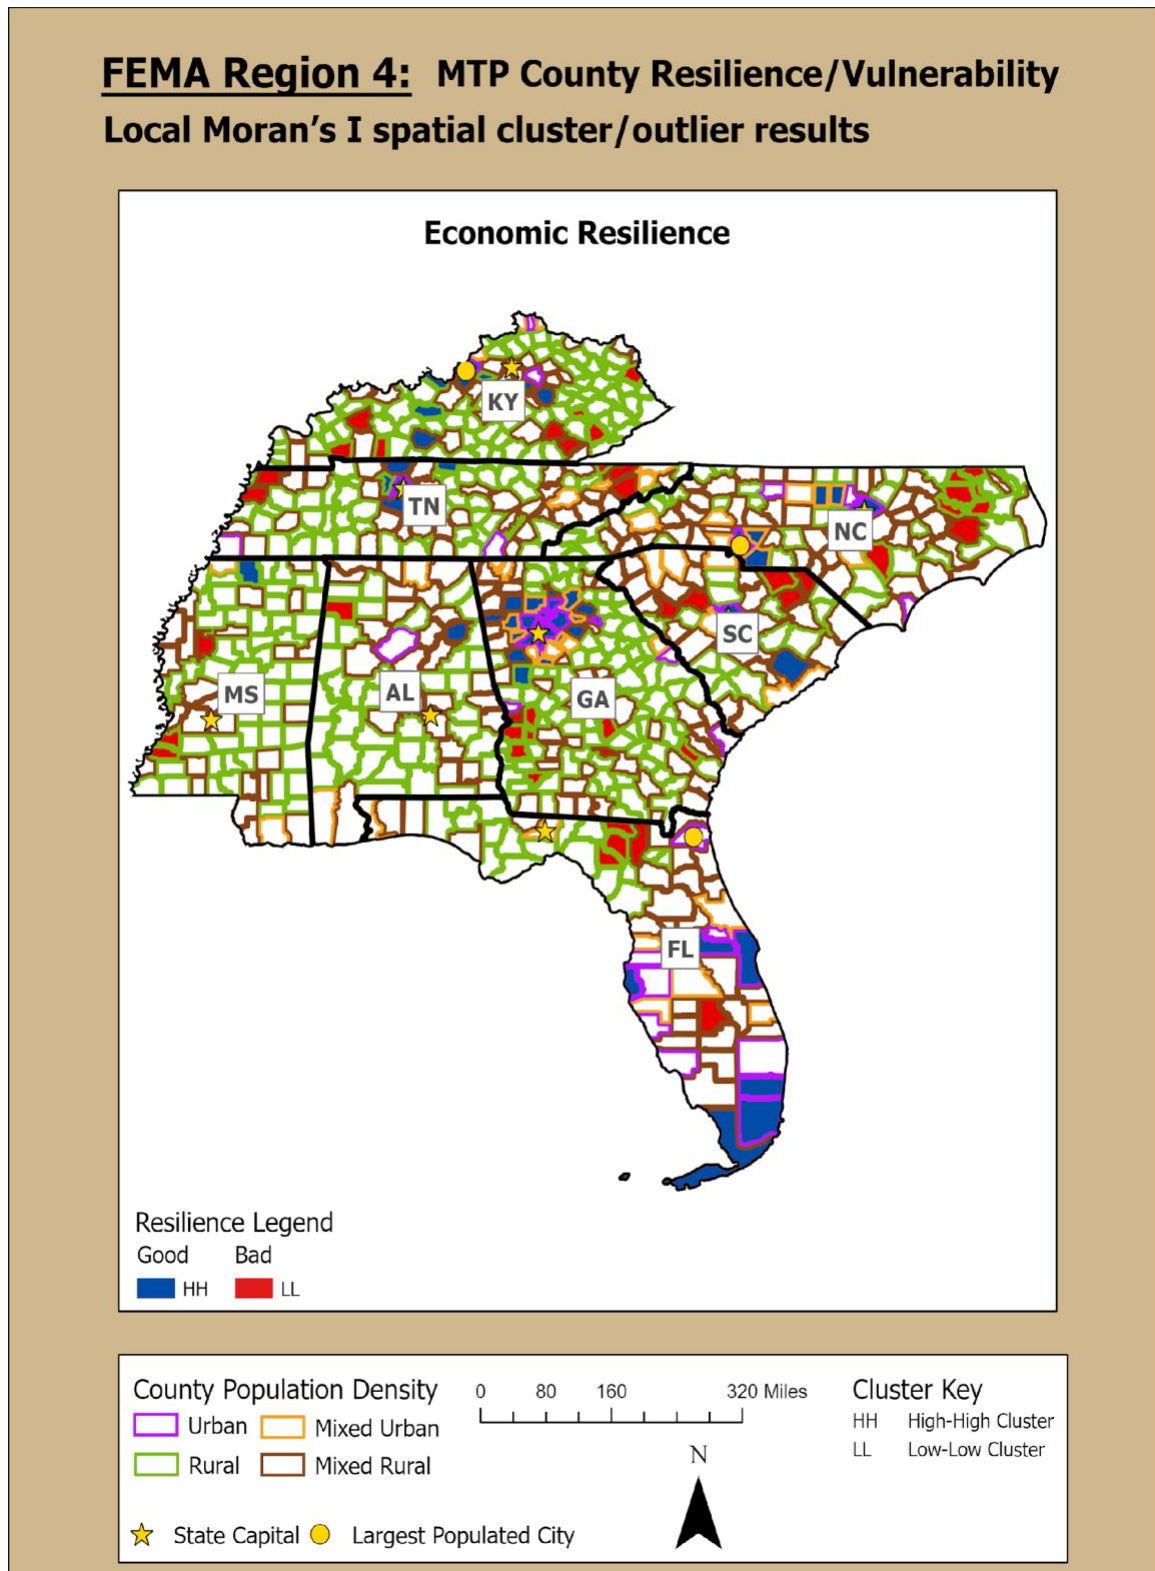 FEMA Region 4: MTP County Resilience/Vulnerability
Local Moran's I spatial cluster/outlier results
Economic Resilience
KY
TN
NC
SC
MS
AL
GA
FL
Resilience Legend
Good Bad
HH LL
County Population Density
Urban Mixed Urban
Rural Mixed Rural
State Capital Largest Populated City
0 80 160 320 Miles
N
Cluster Key
HH High-High Cluster
LL Low-Low Cluster